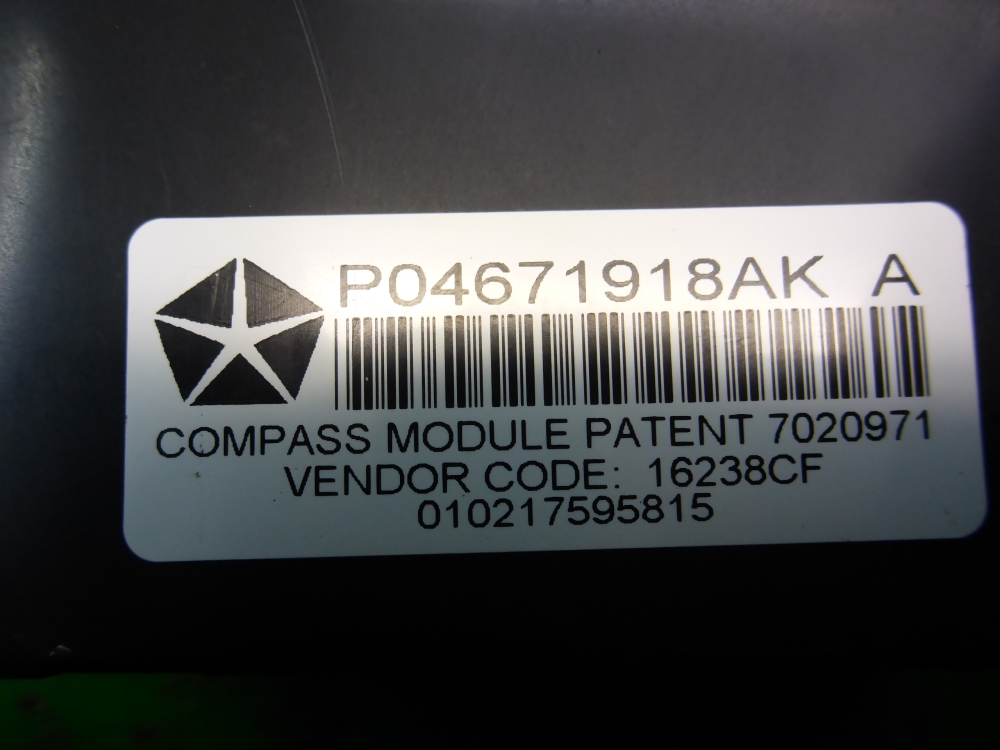 P04671918AK A
COMPASS MODULE PATENT 7020971
VENDOR CODE: 16238CF
010217595815